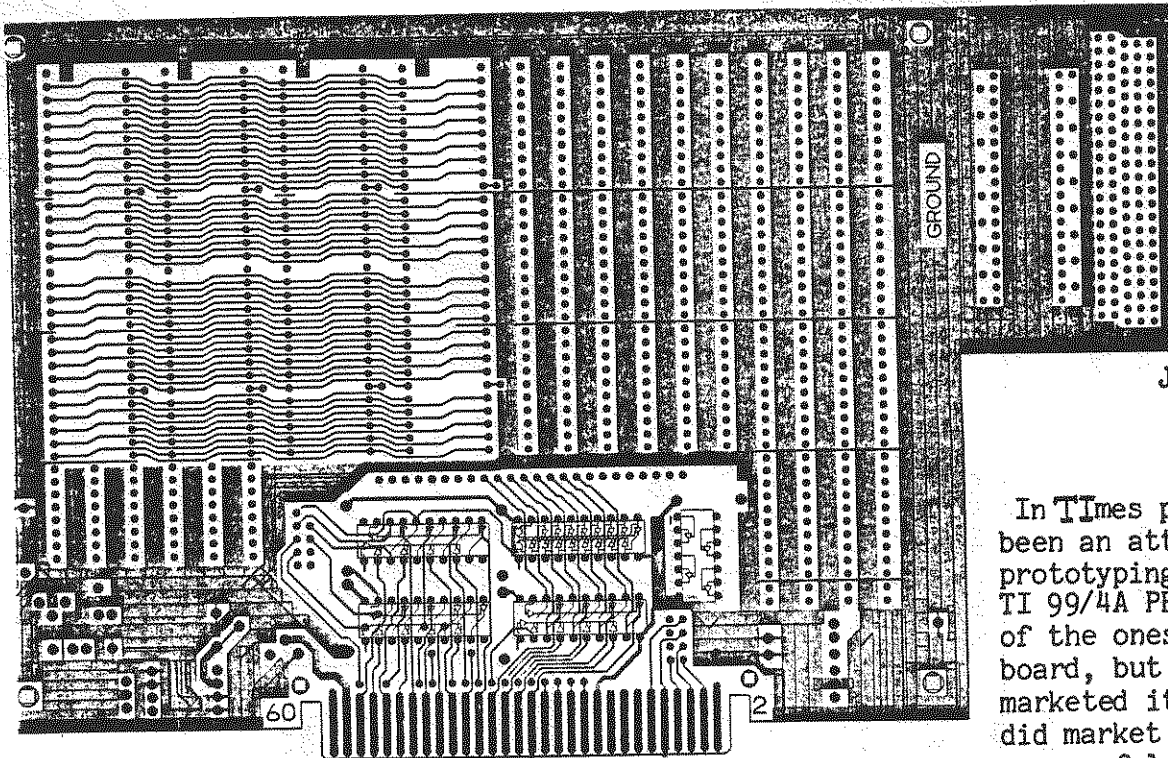 GROUND
60
2
J
In TImes p
been an att
prototyping
TI 99/4A
of the ones
board, but
marketed it
did market